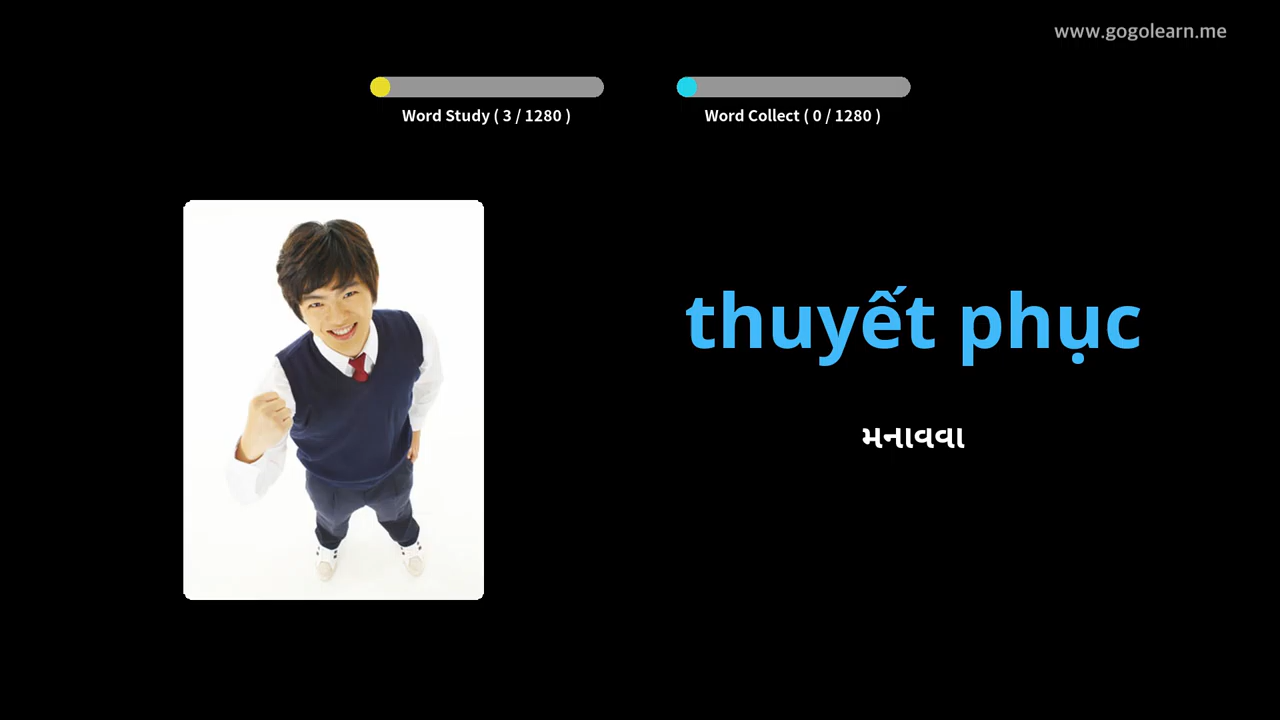 www.gogolearn.me
Word Study ( 3 / 1280 )
Word Collect ( 0 / 1280 )
thuyết phục
મનાવવા